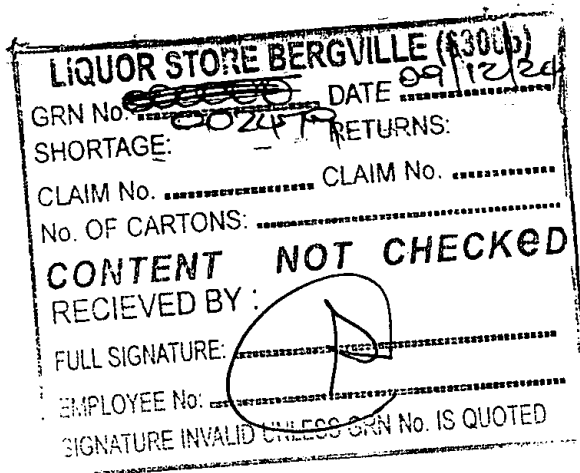 LIQUOR STORE BERGVILLE (63006)
GRN No: DATE 09/12/24
002479 RETURNS:
SHORTAGE:
CLAIM No. CLAIM No.
No. OF CARTONS:
CONTENT NOT CHECKeD
RECIEVED BY :
FULL SIGNATURE:
EMPLOYEE No:
SIGNATURE INVALID UNLESS GRN No. IS QUOTED